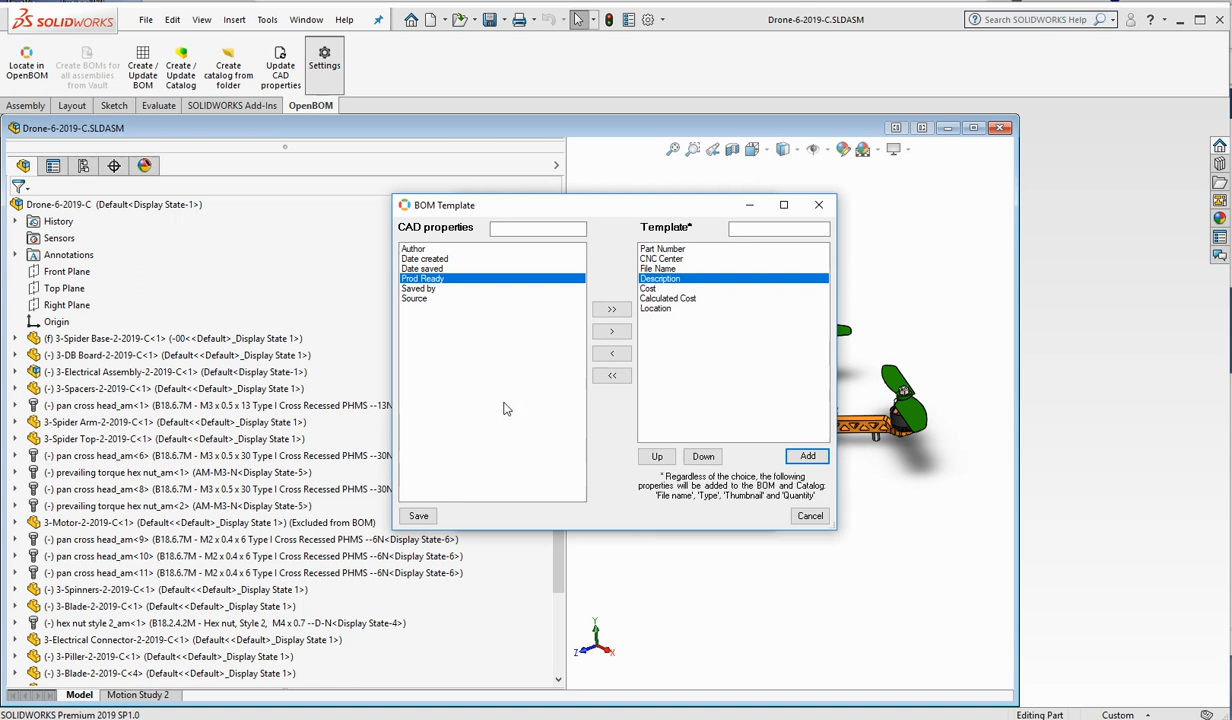 SOLIDWORKS File Edit View Insert Tools Window Help Drone-6-2019-C.SLDASM Search SOLIDWORKS Help ?
Locate in OpenBOM
Create BOMs for all assemblies from Vault
Create / Update BOM
Create / Update Catalog
Create catalog from folder
Update CAD properties
Settings
Assembly Layout Sketch Evaluate SOLIDWORKS Add-Ins OpenBOM
Drone-6-2019-C.SLDASM
Drone-6-2019-C (Default<Display State-1>)
History
Sensors
Annotations
Front Plane
Top Plane
Right Plane
Origin
(f) 3-Spider Base-2-2019-C<1> (-00<<Default>_Display State 1>)
(-) 3-DB Board-2-2019-C<1> (Default<<Default>_Display State 1>)
(-) 3-Electrical Assembly-2-2019-C<1> (Default<Display State-1>)
(-) 3-Spacers-2-2019-C<1> (Default<<Default>_Display State 1>)
(-) pan cross head_am<1> (B18.6.7M - M3 x 0.5 x 13 Type I Cross Recessed PHMS --13N
(-) 3-Spider Arm-2-2019-C<1> (Default<<Default>_Display State 1>)
(-) 3-Spider Top-2-2019-C<1> (Default<<Default>_Display State 1>)
(-) pan cross head_am<6> (B18.6.7M - M3 x 0.5 x 30 Type I Cross Recessed PHMS --30N
(-) prevailing torque hex nut_am<1> (AM-M3-N<Display State-5>)
(-) pan cross head_am<8> (B18.6.7M - M3 x 0.5 x 30 Type I Cross Recessed PHMS --30N
(-) prevailing torque hex nut_am<2> (AM-M3-N<Display State-5>)
3-Motor-2-2019-C<1> (Default<<Default>_Display State 1>) (Excluded from BOM)
(-) pan cross head_am<9> (B18.6.7M - M2 x 0.4 x 6 Type I Cross Recessed PHMS --6N<Display State-6>)
(-) pan cross head_am<10> (B18.6.7M - M2 x 0.4 x 6 Type I Cross Recessed PHMS --6N<Display State-6>)
(-) pan cross head_am<11> (B18.6.7M - M2 x 0.4 x 6 Type I Cross Recessed PHMS --6N<Display State-6>)
(-) 3-Spinners-2-2019-C<1> (Default<<Default>_Display State 1>)
(-) 3-Blade-2-2019-C<1> (Default<<Default>_Display State 1>)
(-) hex nut style 2_am<1> (B18.2.4.2M - Hex nut, Style 2,  M4 x 0.7 --D-N<Display State-4>)
3-Electrical Connector-2-2019-C<1> (Default<<Default>_Display State 1>)
(-) 3-Piller-2-2019-C<1> (Default<<Default>_Display State 1>)
(-) 3-Blade-2-2019-C<4> (Default<<Default>_Display State 1>)
BOM Template
CAD properties
Author
Date created
Date saved
Prod Ready
Saved by
Source
>>
>
<
<<
Template*
Part Number
CNC Center
File Name
Description
Cost
Calculated Cost
Location
Up Down Add
* Regardless of the choice, the following
properties will be added to the BOM and Catalog:
'File name', 'Type', 'Thumbnail' and 'Quantity'
Save Cancel
Y
Z X
Model Motion Study 2
SOLIDWORKS Premium 2019 SP1.0 Editing Part Custom